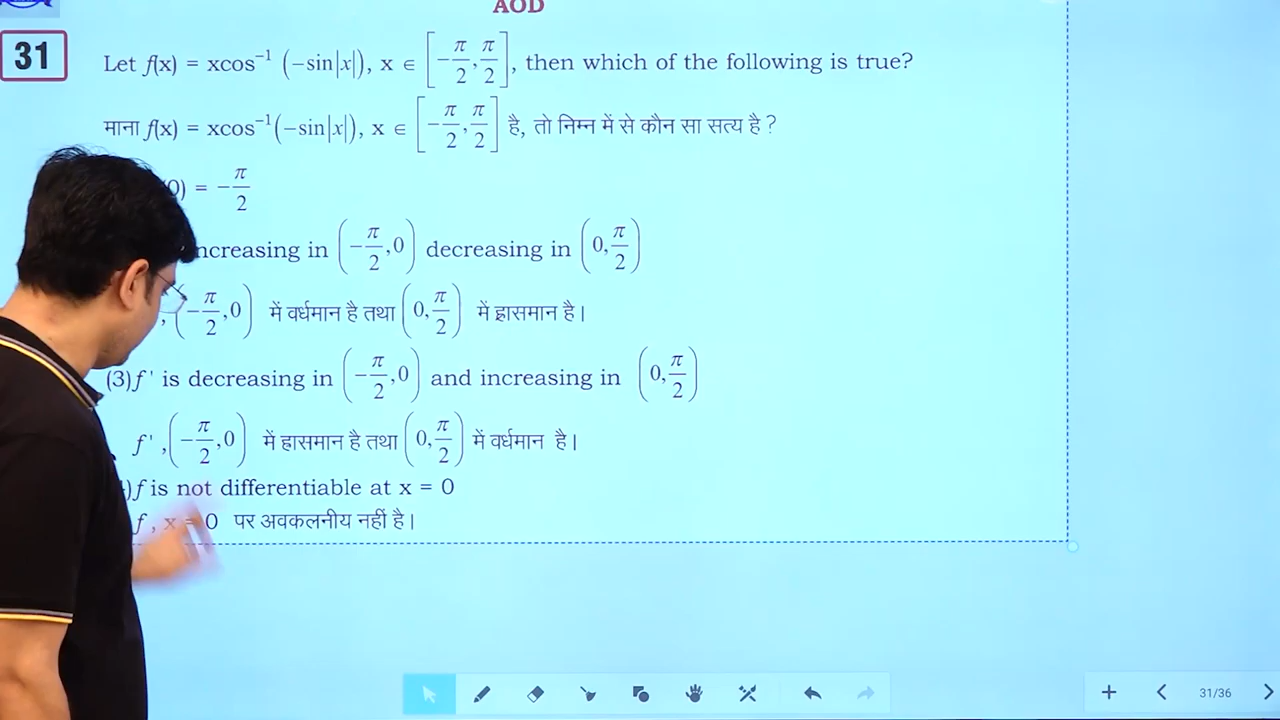 AOD
31
Let f(x) = xcos⁻¹ (−sin|x|), x ∈ [−π/2, π/2], then which of the following is true?
माना f(x) = xcos⁻¹(−sin|x|), x ∈ [−π/2, π/2] है, तो निम्न में से कौन सा सत्य है ?
0) = −π/2
ncreasing in (−π/2, 0) decreasing in (0, π/2)
, (−π/2, 0) में वर्धमान है तथा (0, π/2) में ह्रासमान है।
(3) f ' is decreasing in (−π/2, 0) and increasing in (0, π/2)
f ' , (−π/2, 0) में ह्रासमान है तथा (0, π/2) में वर्धमान है।
) f is not differentiable at x = 0
f , x = 0 पर अवकलनीय नहीं है।
31/36